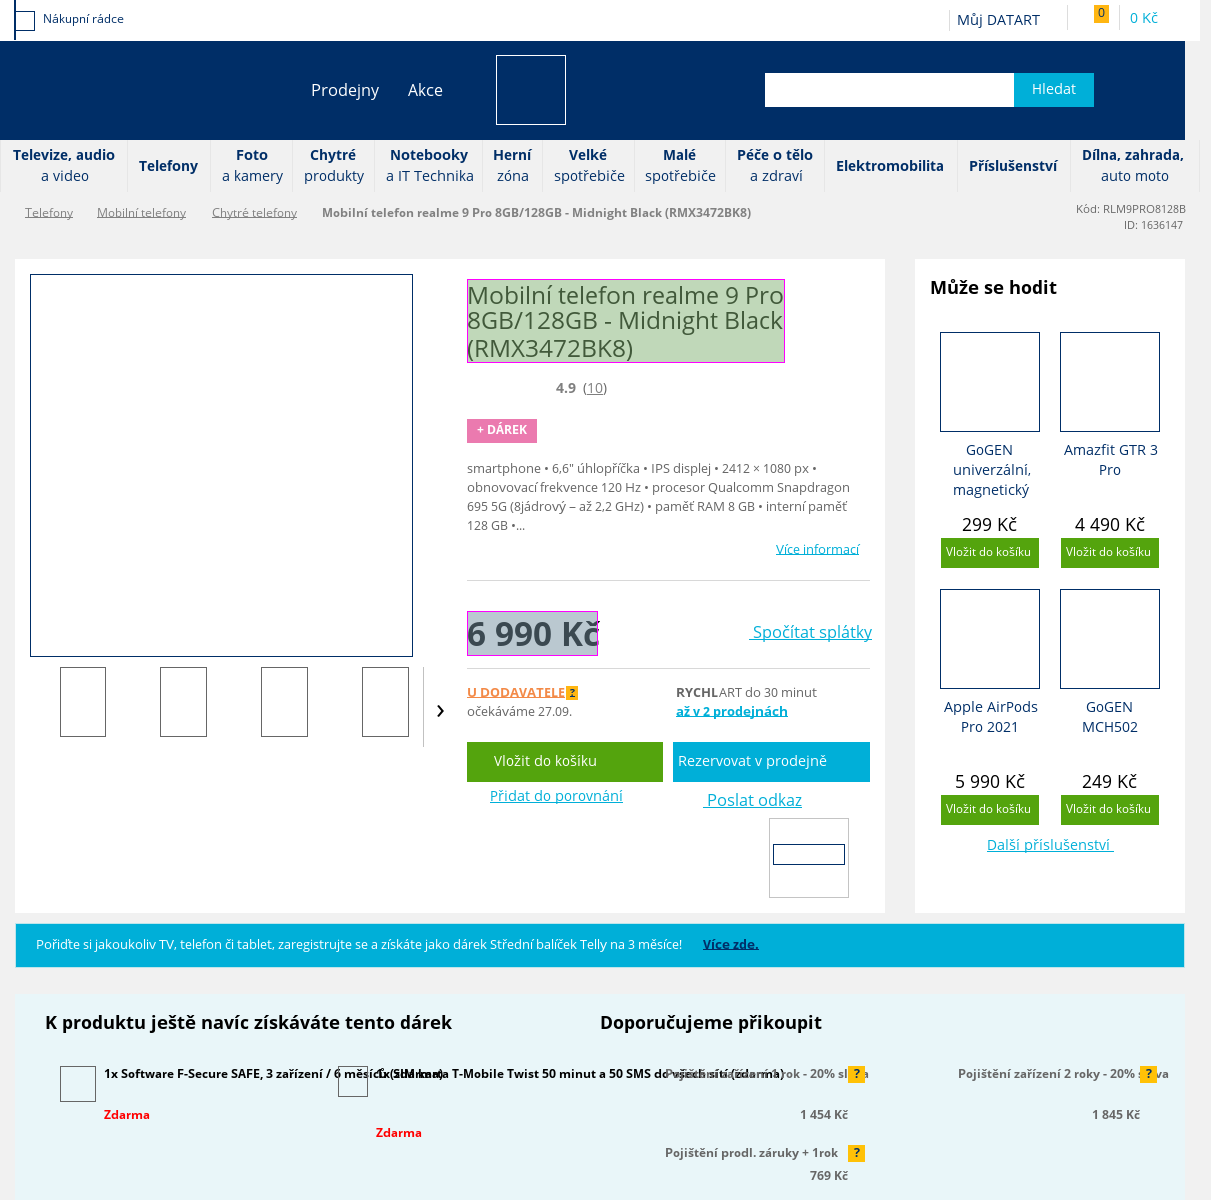 Nákupní rádce
Můj DATART
0
0 Kč
Prodejny
Akce
Hledat
Televize, audio
a video
Telefony
Foto
a kamery
Chytré
produkty
Notebooky
a IT Technika
Herní
zóna
Velké
spotřebiče
Malé
spotřebiče
Péče o tělo
a zdraví
Elektromobilita
Příslušenství
Dílna, zahrada,
auto moto
Telefony
Mobilní telefony
Chytré telefony
Mobilní telefon realme 9 Pro 8GB/128GB - Midnight Black (RMX3472BK8)
Kód: RLM9PRO8128B
ID: 1636147
Mobilní telefon realme 9 Pro
8GB/128GB - Midnight Black
(RMX3472BK8)
4.9 (10)
+ DÁREK
smartphone • 6,6" úhlopříčka • IPS displej • 2412 × 1080 px •
obnovovací frekvence 120 Hz • procesor Qualcomm Snapdragon
695 5G (8jádrový – až 2,2 GHz) • paměť RAM 8 GB • interní paměť
128 GB •...
Více informací
6 990 Kč
Spočítat splátky
U DODAVATELE ?
očekáváme 27.09.
RYCHLART do 30 minut
až v 2 prodejnách
Vložit do košíku
Rezervovat v prodejně
Přidat do porovnání
Poslat odkaz
Může se hodit
GoGEN
univerzální,
magnetický
299 Kč
Vložit do košíku
Amazfit GTR 3
Pro
4 490 Kč
Vložit do košíku
Apple AirPods
Pro 2021
5 990 Kč
Vložit do košíku
GoGEN
MCH502
249 Kč
Vložit do košíku
Další příslušenství
Pořiďte si jakoukoliv TV, telefon či tablet, zaregistrujte se a získáte jako dárek Střední balíček Telly na 3 měsíce! Více zde.
K produktu ještě navíc získáváte tento dárek
1x Software F-Secure SAFE, 3 zařízení / 6 měsíců (zdarma)
Zdarma
1x SIM karta T-Mobile Twist 50 minut a 50 SMS do všech sítí (zdarma)
Zdarma
Doporučujeme přikoupit
Pojištění zařízení 1 rok - 20% sleva
?
1 454 Kč
Pojištění zařízení 2 roky - 20% sleva
?
1 845 Kč
Pojištění prodl. záruky + 1rok
?
769 Kč